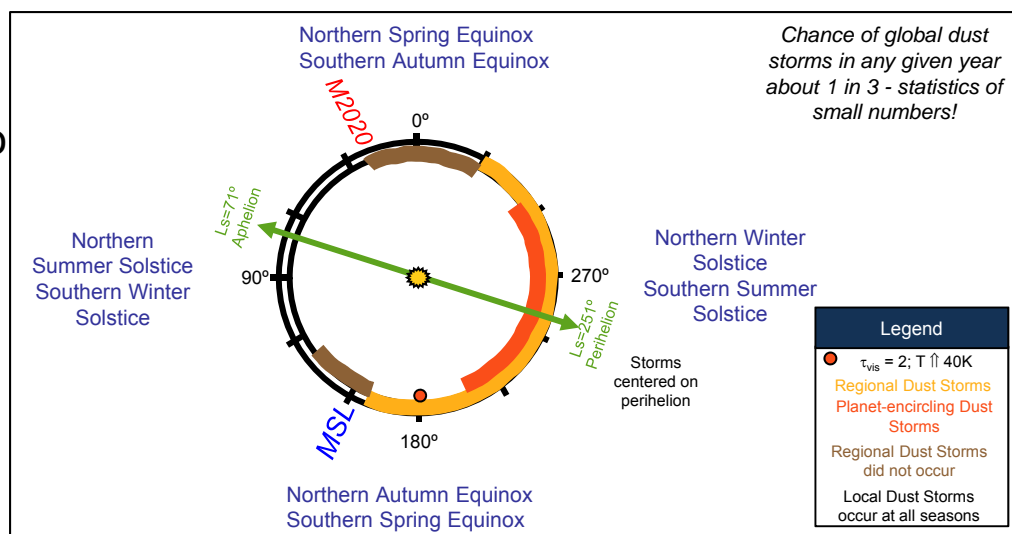 Northern Spring Equinox
Southern Autumn Equinox
Chance of global dust
storms in any given year
about 1 in 3 - statistics of
small numbers!
M2020
0º
Ls=71º
Aphelion
Northern
Summer Solstice
Southern Winter
Solstice
90º
270º
Northern Winter
Solstice
Southern Summer
Solstice
Ls=251º
Perihelion
Storms
centered on
perihelion
MSL
180º
Northern Autumn Equinox
Southern Spring Equinox
Legend
τvis = 2; T ⇑ 40K
Regional Dust Storms
Planet-encircling Dust
Storms
Regional Dust Storms
did not occur
Local Dust Storms
occur at all seasons